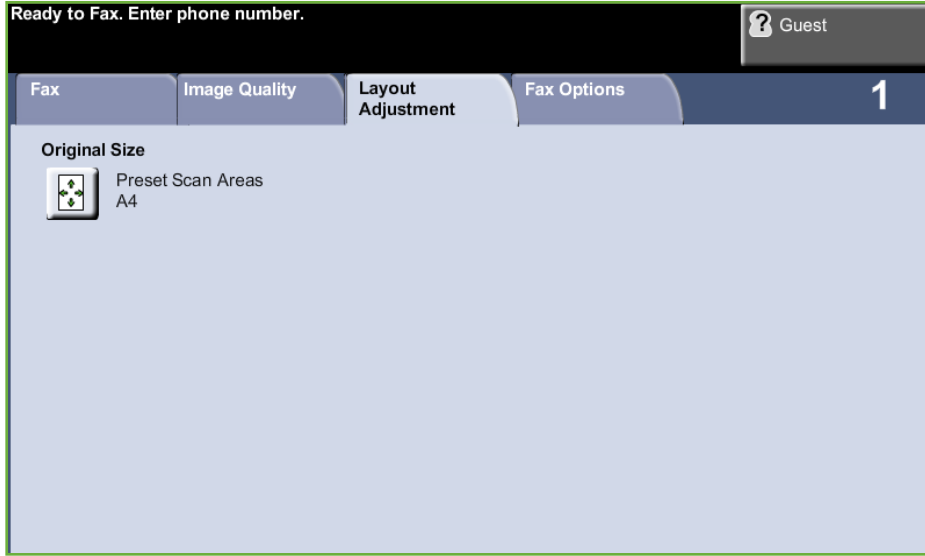 Ready to Fax. Enter phone number.
? Guest
Fax
Image Quality
Layout
Adjustment
Fax Options
1
Original Size
Preset Scan Areas
A4